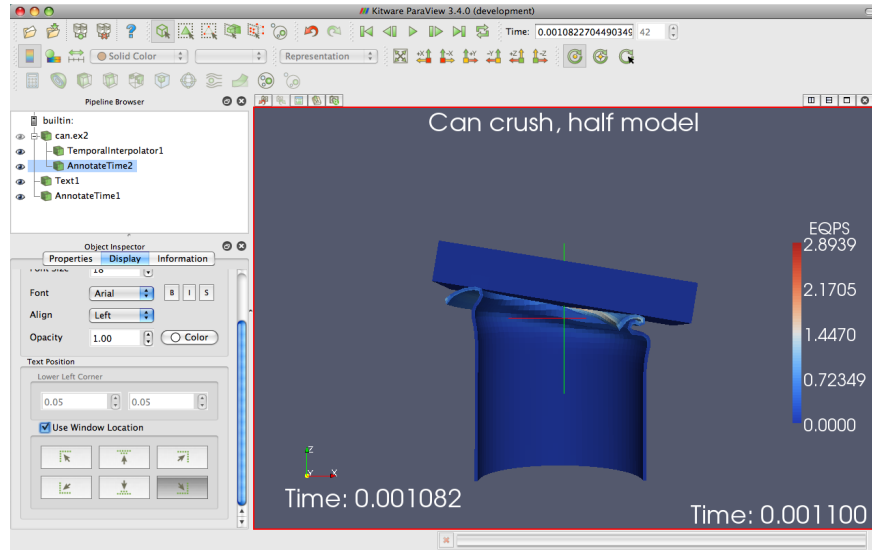 Kitware ParaView 3.4.0 (development)
Time: 0.0010822704490349 42
Solid Color Representation
+X -X +Y -Y +Z -Z
Pipeline Browser
builtin:
can.ex2
TemporalInterpolator1
AnnotateTime2
Text1
AnnotateTime1
Object Inspector
Properties Display Information
Font Size 18
Font Arial B I S
Align Left
Opacity 1.00 Color
Text Position
Lower Left Corner
0.05 0.05
Use Window Location
Can crush, half model
EQPS
2.8939
2.1705
1.4470
0.72349
0.0000
Z
Y X
Time: 0.001082
Time: 0.001100